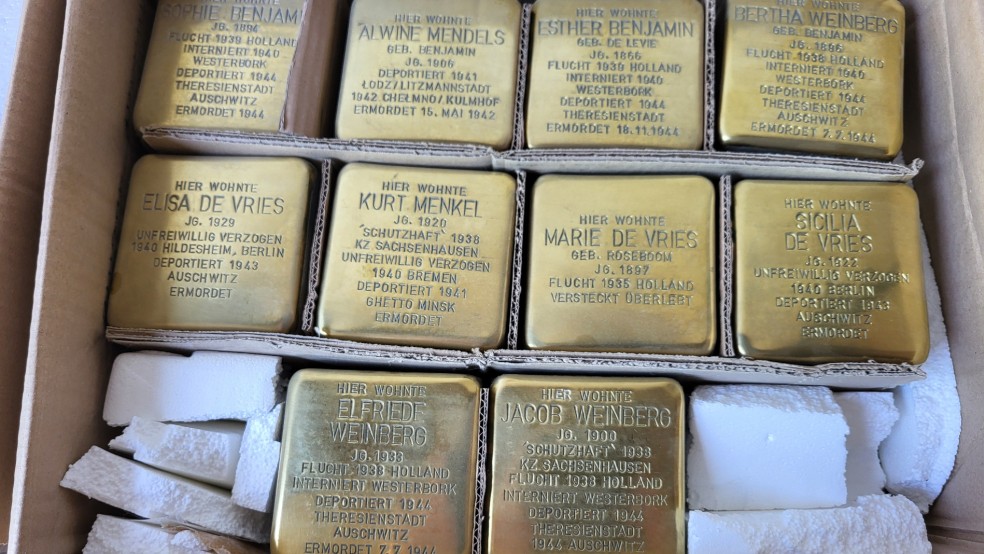 SOPHIE BENJAMIN
JG. 1894
FLUCHT 1939 HOLLAND
INTERNIERT 1940
WESTERBORK
DEPORTIERT 1944
THERESIENSTADT
AUSCHWITZ
ERMORDET 1944
HIER WOHNTE
ALWINE MENDELS
GEB. BENJAMIN
JG. 1906
DEPORTIERT 1941
LODZ/LITZMANNSTADT
1942 CHELMNO/KULMHOF
ERMORDET 15. MAI 1942
HIER WOHNTE
ESTHER BENJAMIN
GEB. DE LEVIE
JG. 1866
FLUCHT 1939 HOLLAND
INTERNIERT 1940
WESTERBORK
DEPORTIERT 1944
THERESIENSTADT
ERMORDET 18.11.1944
HIER WOHNTE
BERTHA WEINBERG
GEB. BENJAMIN
JG. 1896
FLUCHT 1938 HOLLAND
INTERNIERT 1940
WESTERBORK
DEPORTIERT 1944
THERESIENSTADT
AUSCHWITZ
ERMORDET 7.7.1944
HIER WOHNTE
ELISA DE VRIES
JG. 1929
UNFREIWILLIG VERZOGEN
1940 HILDESHEIM, BERLIN
DEPORTIERT 1943
AUSCHWITZ
ERMORDET
HIER WOHNTE
KURT MENKEL
JG. 1920
'SCHUTZHAFT' 1938
KZ SACHSENHAUSEN
UNFREIWILLIG VERZOGEN
1940 BREMEN
DEPORTIERT 1941
GHETTO MINSK
ERMORDET
HIER WOHNTE
MARIE DE VRIES
GEB. ROSEBOOM
JG. 1897
FLUCHT 1935 HOLLAND
VERSTECKT ÜBERLEBT
HIER WOHNTE
SICILIA
DE VRIES
JG. 1922
UNFREIWILLIG VERZOGEN
1940 BERLIN
DEPORTIERT 1943
AUSCHWITZ
ERMORDET
HIER WOHNTE
ELFRIEDE
WEINBERG
JG. 1933
FLUCHT 1938 HOLLAND
INTERNIERT WESTERBORK
DEPORTIERT 1944
THERESIENSTADT
AUSCHWITZ
ERMORDET 7.7.1944
HIER WOHNTE
JACOB WEINBERG
JG. 1900
'SCHUTZHAFT' 1938
KZ SACHSENHAUSEN
FLUCHT 1938 HOLLAND
INTERNIERT WESTERBORK
DEPORTIERT 1944
THERESIENSTADT
1944 AUSCHWITZ